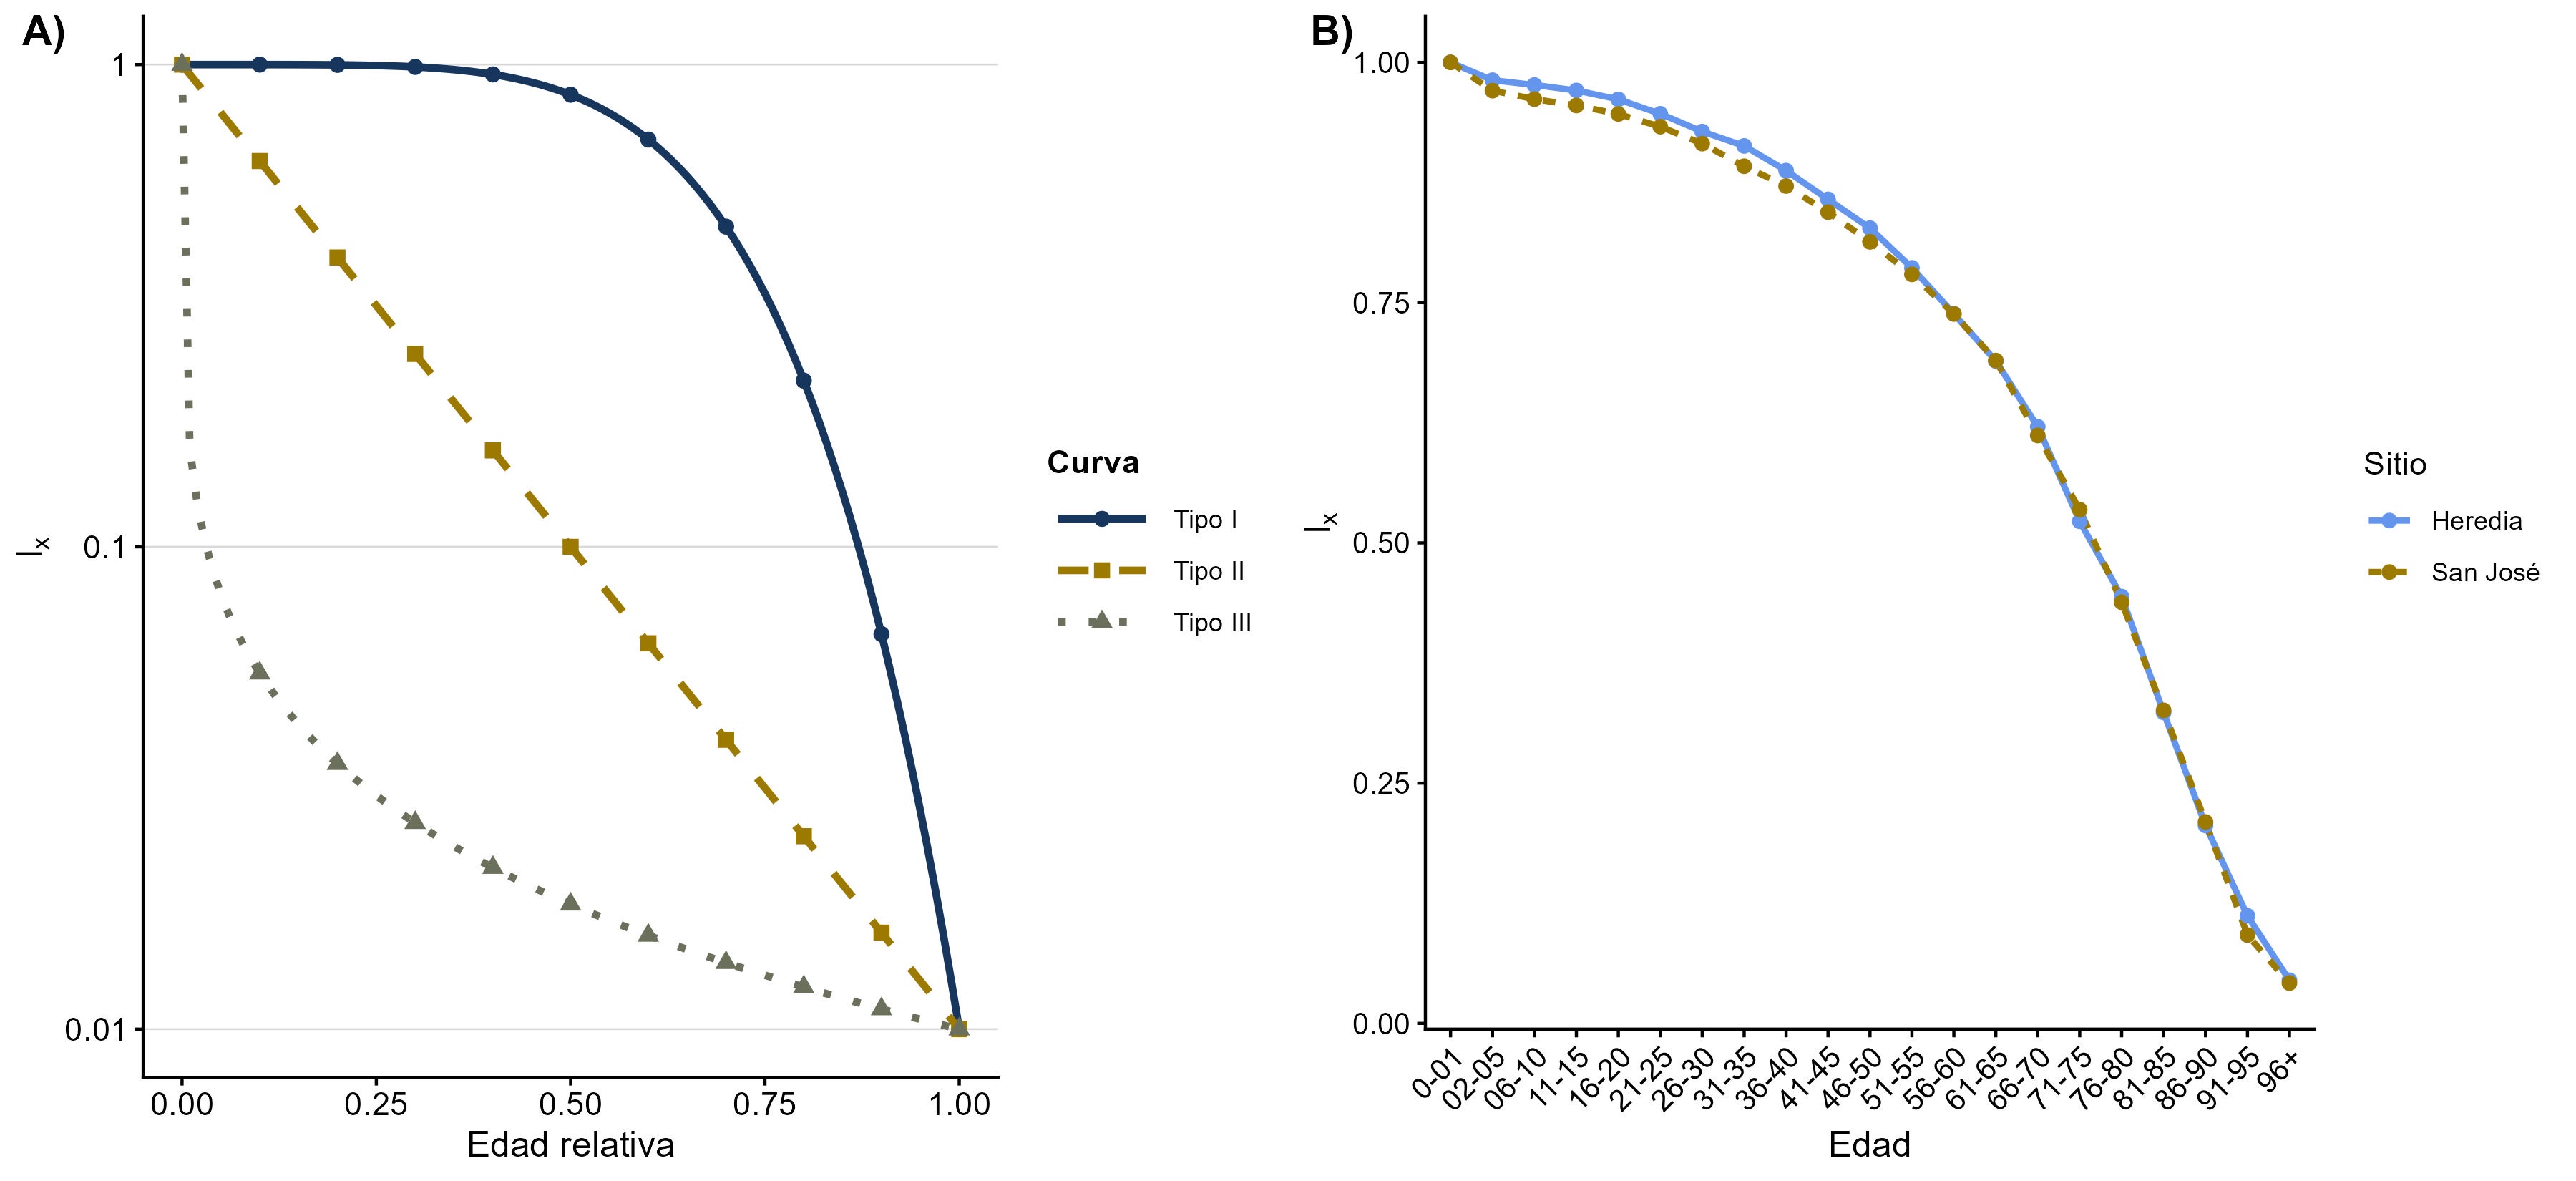 A)
1
0.1
0.01
lx
0.00 0.25 0.50 0.75 1.00
Edad relativa
Curva
Tipo I
Tipo II
Tipo III
B)
1.00
0.75
0.50
0.25
0.00
lx
0-01 02-05 06-10 11-15 16-20 21-25 26-30 31-35 36-40 41-45 46-50 51-55 56-60 61-65 66-70 71-75 76-80 81-85 86-90 91-95 96+
Edad
Sitio
Heredia
San José